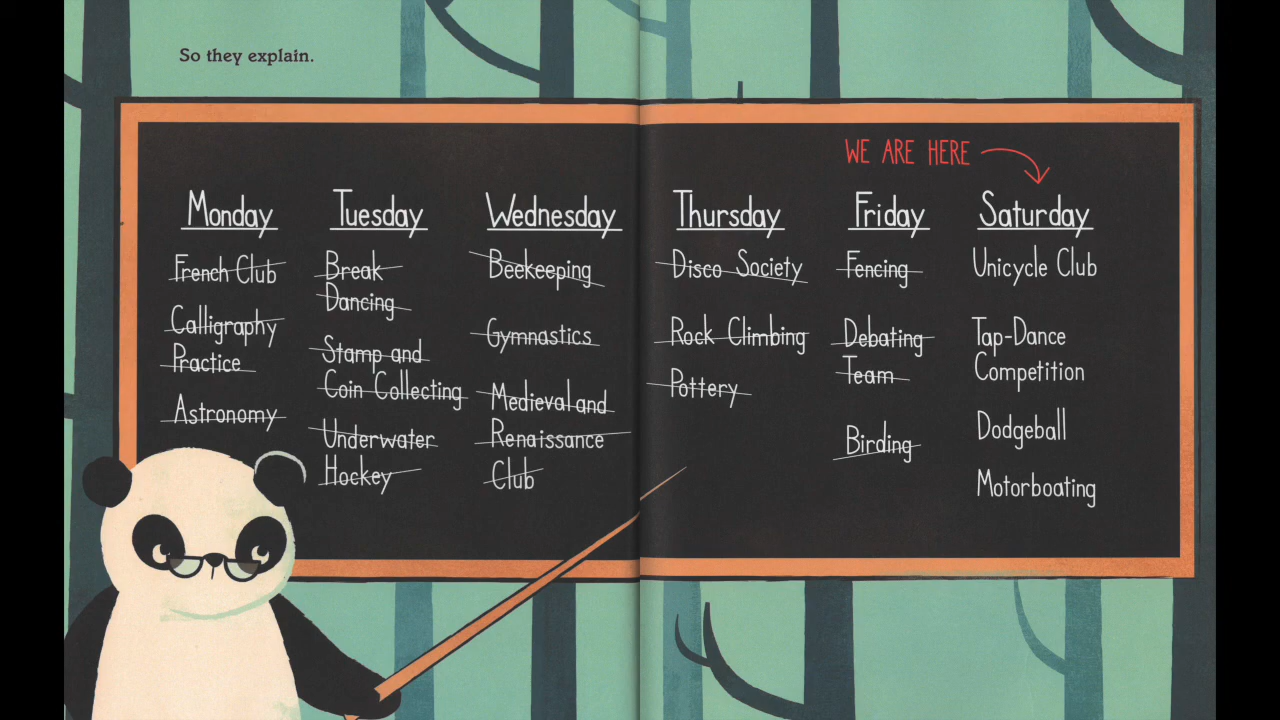 So they explain.
WE ARE HERE
Monday
French Club
Calligraphy
Practice
Astronomy
Tuesday
Break
Dancing
Stamp and
Coin Collecting
Underwater
Hockey
Wednesday
Beekeeping
Gymnastics
Medieval and
Renaissance
Club
Thursday
Disco Society
Rock Climbing
Pottery
Friday
Fencing
Debating
Team
Birding
Saturday
Unicycle Club
Tap-Dance
Competition
Dodgeball
Motorboating